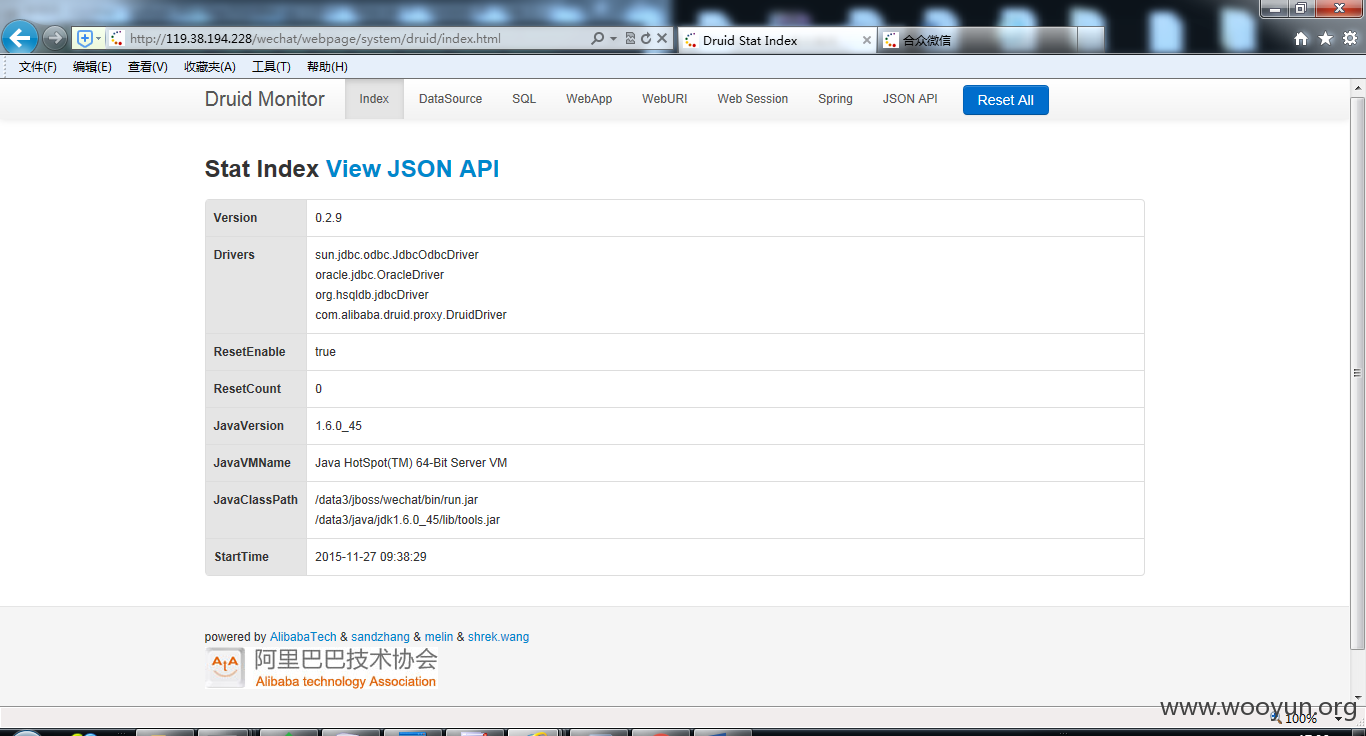 http://119.38.194.228/wechat/webpage/system/druid/index.html
Druid Stat Index
合众微信
文件(F) 编辑(E) 查看(V) 收藏夹(A) 工具(T) 帮助(H)
Druid Monitor Index DataSource SQL WebApp WebURI Web Session Spring JSON API Reset All
Stat Index View JSON API
Version 0.2.9
Drivers sun.jdbc.odbc.JdbcOdbcDriver
oracle.jdbc.OracleDriver
org.hsqldb.jdbcDriver
com.alibaba.druid.proxy.DruidDriver
ResetEnable true
ResetCount 0
JavaVersion 1.6.0_45
JavaVMName Java HotSpot(TM) 64-Bit Server VM
JavaClassPath /data3/jboss/wechat/bin/run.jar
/data3/java/jdk1.6.0_45/lib/tools.jar
StartTime 2015-11-27 09:38:29
powered by AlibabaTech & sandzhang & melin & shrek.wang
AtA 阿里巴巴技术协会
Alibaba technology Association
www.wooyun.org
100%